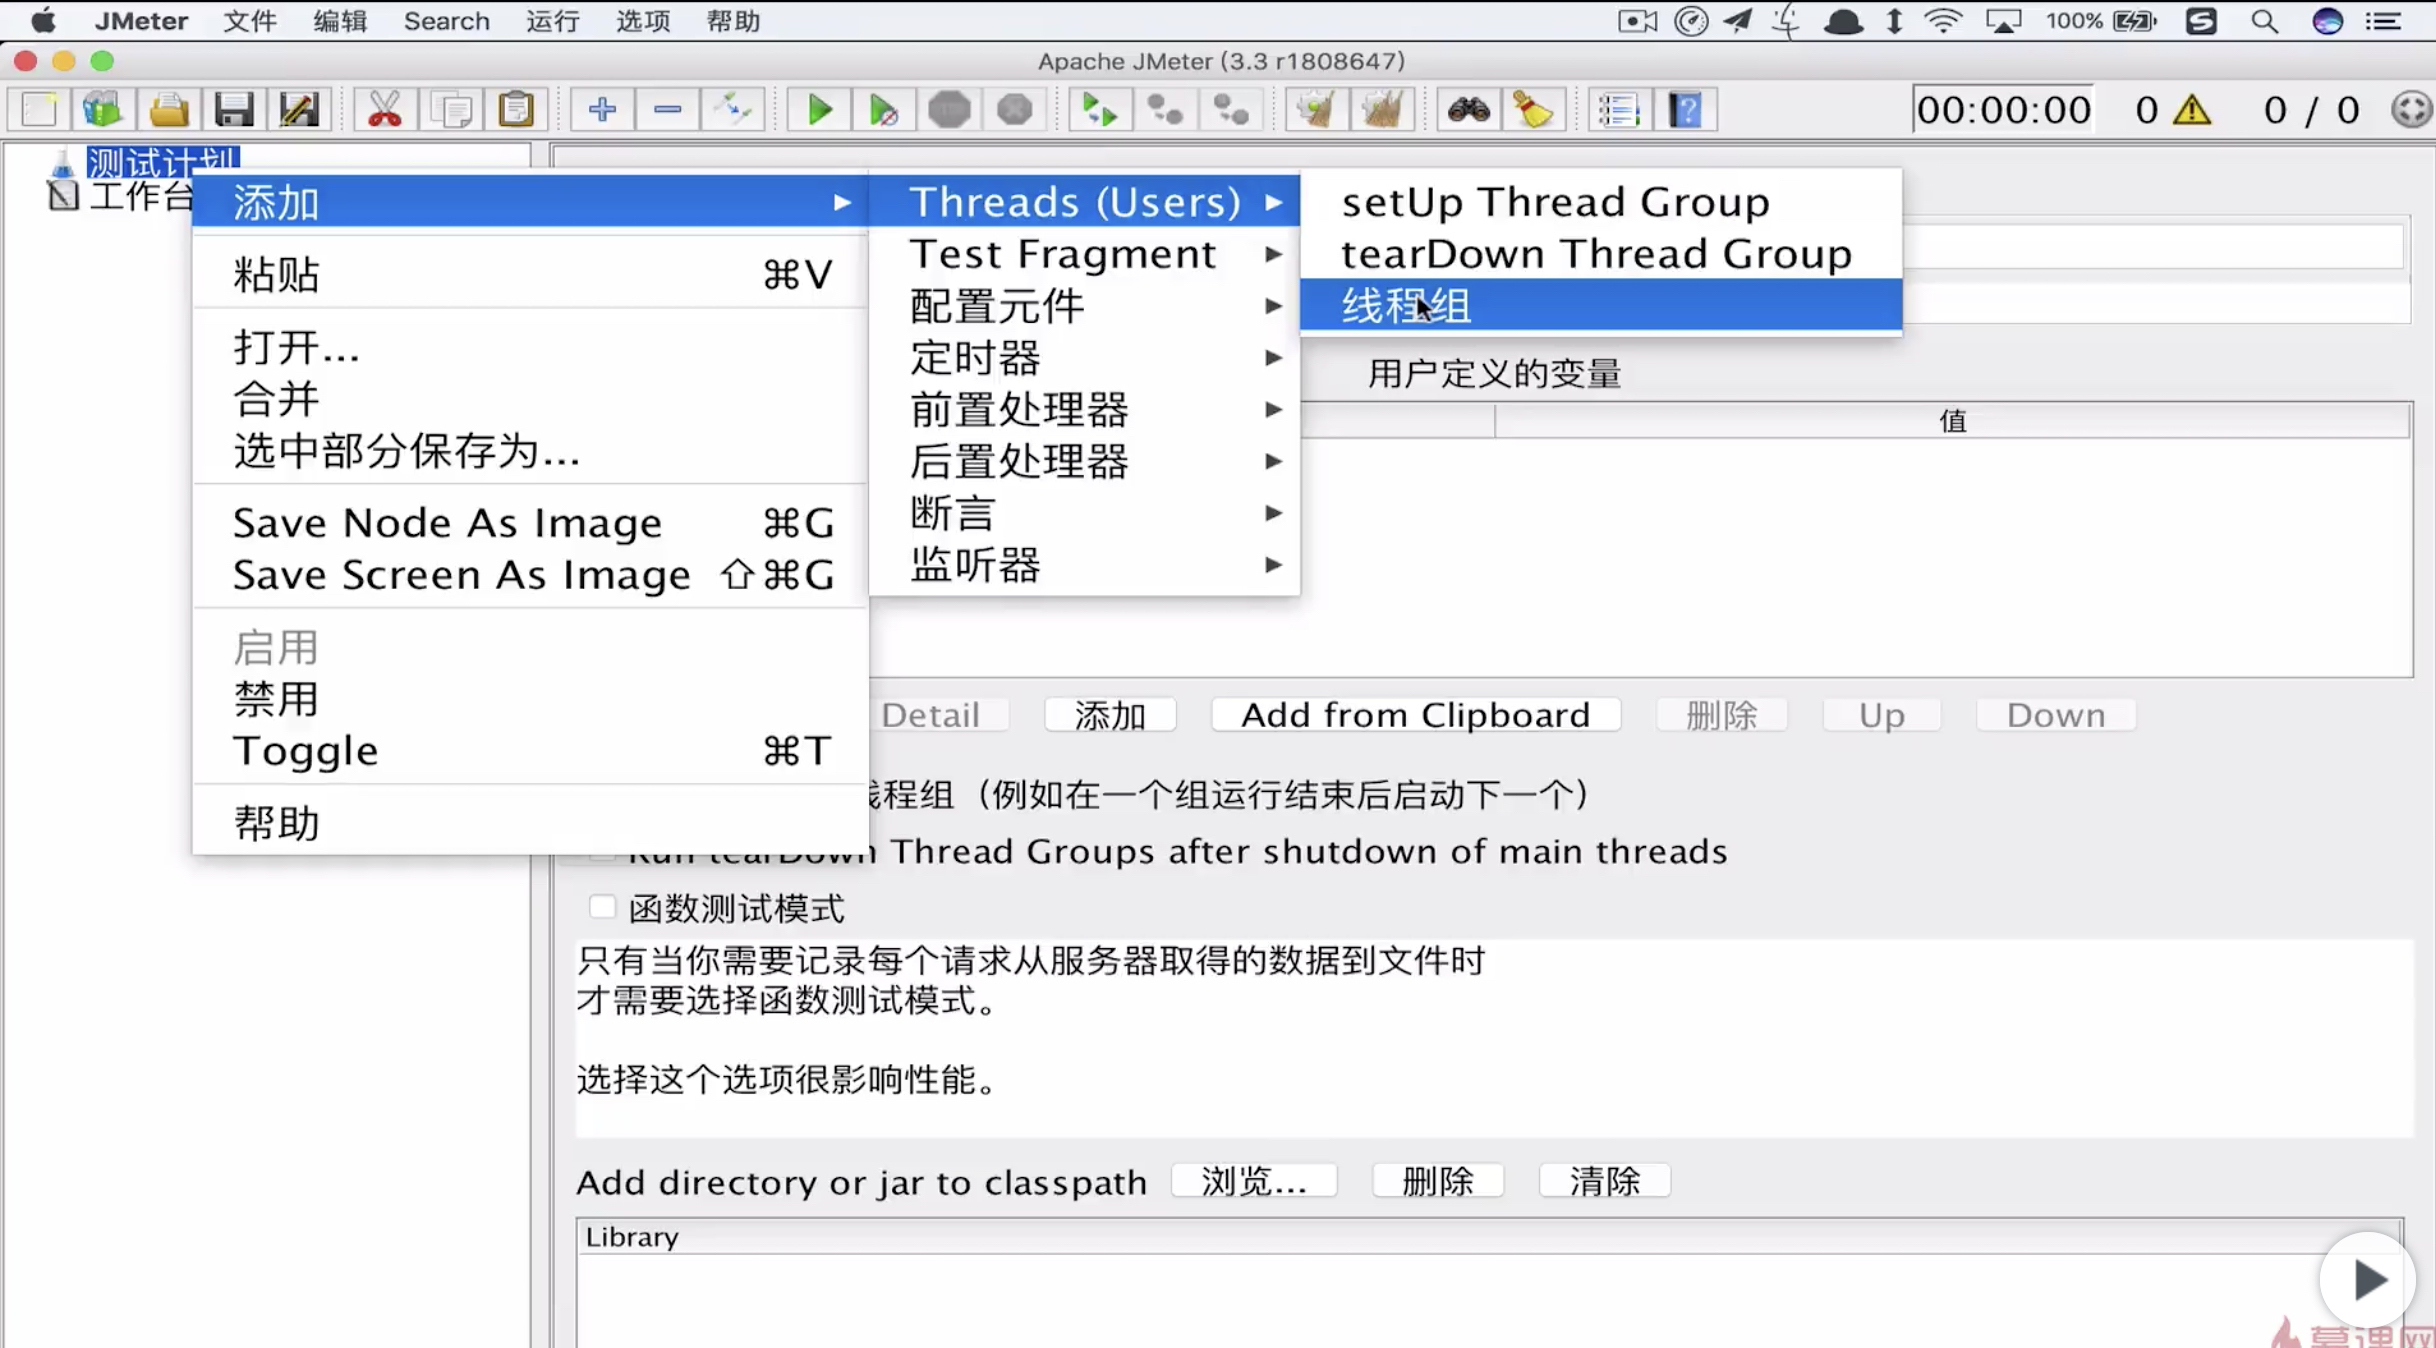 JMeter 文件 编辑 Search 运行 选项 帮助 100%
Apache JMeter (3.3 r1808647)
00:00:00 0 0 / 0
测试计划
工作台
添加
粘贴 ⌘V
打开...
合并
选中部分保存为...
Save Node As Image ⌘G
Save Screen As Image ⇧⌘G
启用
禁用
Toggle ⌘T
帮助
Threads (Users)
Test Fragment
配置元件
定时器
前置处理器
后置处理器
断言
监听器
setUp Thread Group
tearDown Thread Group
线程组
用户定义的变量
值
Detail 添加 Add from Clipboard 删除 Up Down
程组（例如在一个组运行结束后启动下一个）
Run tearDown Thread Groups after shutdown of main threads
函数测试模式
只有当你需要记录每个请求从服务器取得的数据到文件时
才需要选择函数测试模式。
选择这个选项很影响性能。
Add directory or jar to classpath 浏览... 删除 清除
Library
慕课网